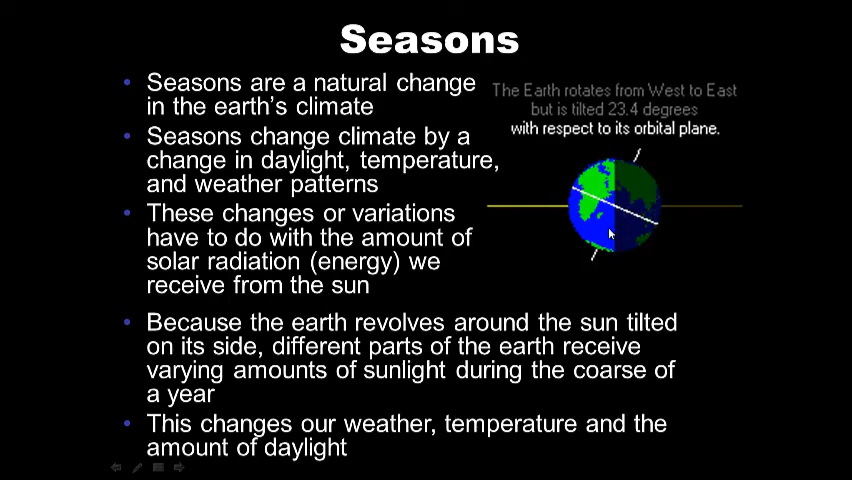 Seasons
• Seasons are a natural change
in the earth's climate
• Seasons change climate by a
change in daylight, temperature,
and weather patterns
• These changes or variations
have to do with the amount of
solar radiation (energy) we
receive from the sun
The Earth rotates from West to East
but is tilted 23.4 degrees
with respect to its orbital plane.
• Because the earth revolves around the sun tilted
on its side, different parts of the earth receive
varying amounts of sunlight during the coarse of
a year
• This changes our weather, temperature and the
amount of daylight